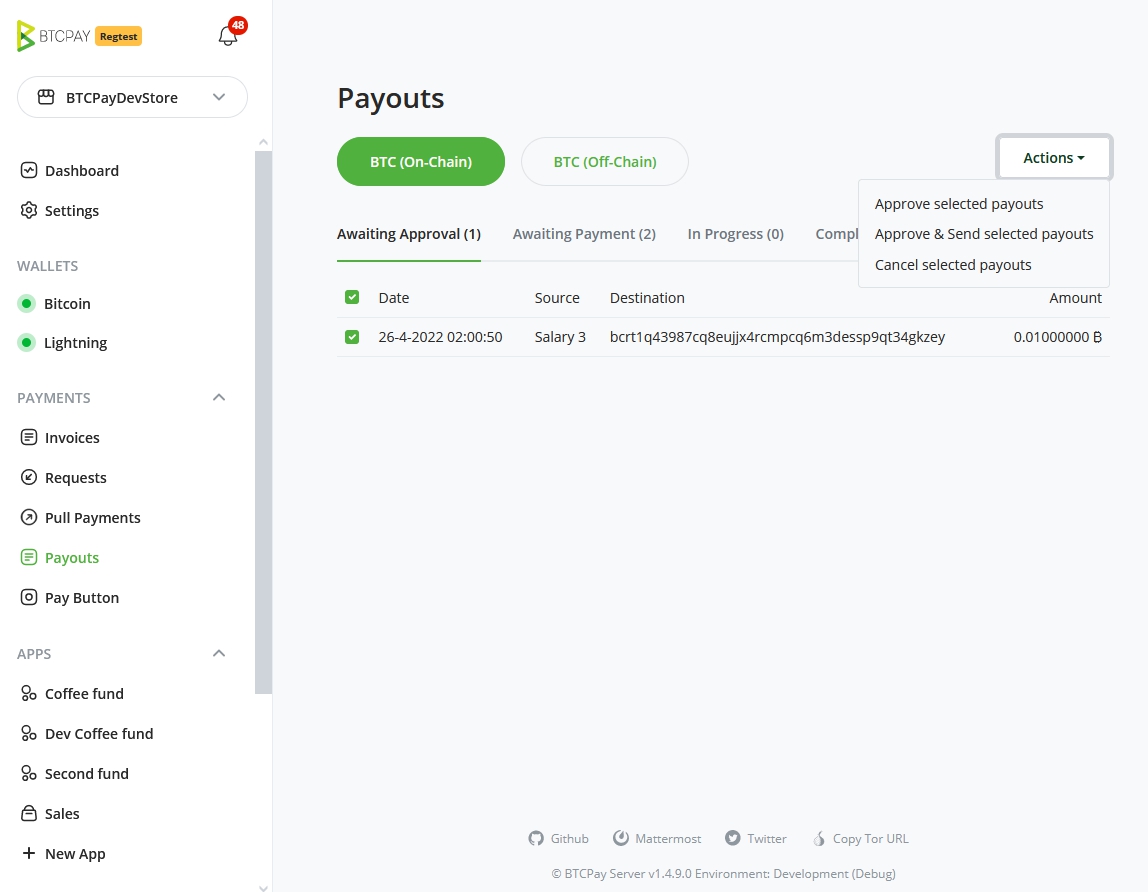 BTCPAY Regtest
48
BTCPayDevStore
Dashboard
Settings
WALLETS
Bitcoin
Lightning
PAYMENTS
Invoices
Requests
Pull Payments
Payouts
Pay Button
APPS
Coffee fund
Dev Coffee fund
Second fund
Sales
New App
Payouts
BTC (On-Chain) BTC (Off-Chain) Actions
Approve selected payouts
Approve & Send selected payouts
Cancel selected payouts
Awaiting Approval (1) Awaiting Payment (2) In Progress (0) Compl
Date Source Destination Amount
26-4-2022 02:00:50 Salary 3 bcrt1q43987cq8eujjx4rcmpcq6m3dessp9qt34gkzey 0.01000000 ₿
Github Mattermost Twitter Copy Tor URL
© BTCPay Server v1.4.9.0 Environment: Development (Debug)